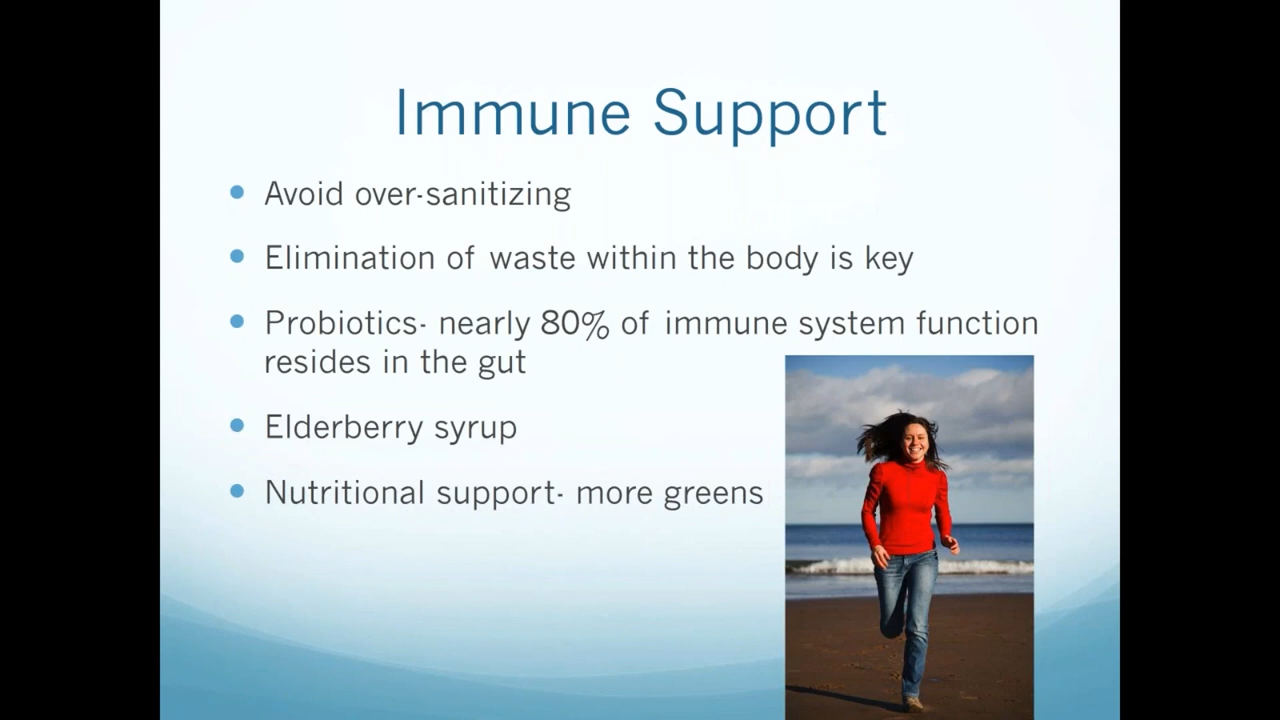 Immune Support
Avoid over-sanitizing
Elimination of waste within the body is key
Probiotics- nearly 80% of immune system function
resides in the gut
Elderberry syrup
Nutritional support- more greens